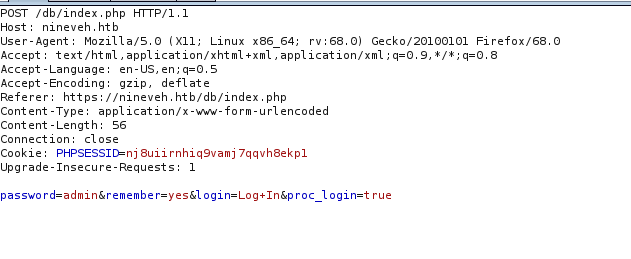 POST /db/index.php HTTP/1.1
Host: nineveh.htb
User-Agent: Mozilla/5.0 (X11; Linux x86_64; rv:68.0) Gecko/20100101 Firefox/68.0
Accept: text/html,application/xhtml+xml,application/xml;q=0.9,*/*;q=0.8
Accept-Language: en-US,en;q=0.5
Accept-Encoding: gzip, deflate
Referer: https://nineveh.htb/db/index.php
Content-Type: application/x-www-form-urlencoded
Content-Length: 56
Connection: close
Cookie: PHPSESSID=nj8uiirnhiq9vamj7qqvh8ekp1
Upgrade-Insecure-Requests: 1
password=admin&remember=yes&login=Log+In&proc_login=true